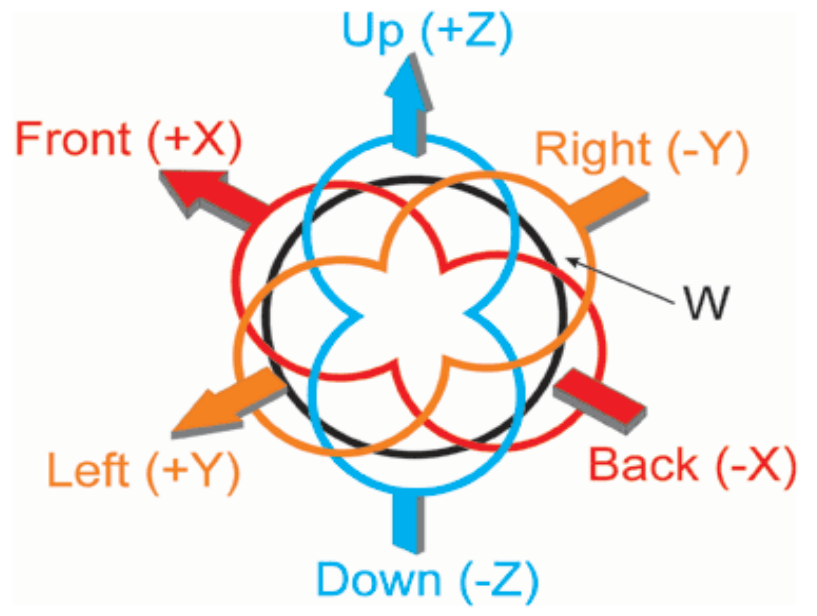 Up (+Z)
Front (+X)
Right (-Y)
W
Left (+Y)
Back (-X)
Down (-Z)